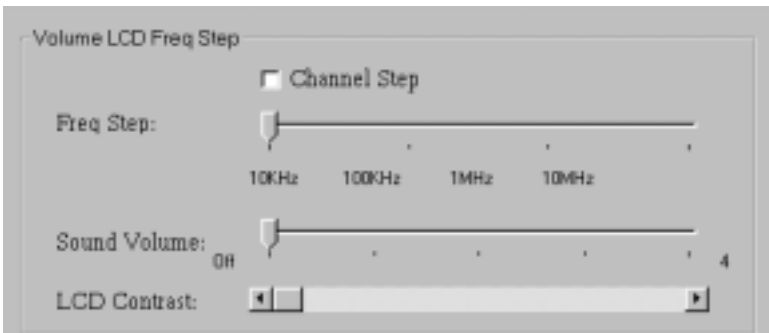 Volume LCD Freq Step
Channel Step
Freq Step:
10KHz 100KHz 1MHz 10MHz
Sound Volume:
Off 4
LCD Contrast: